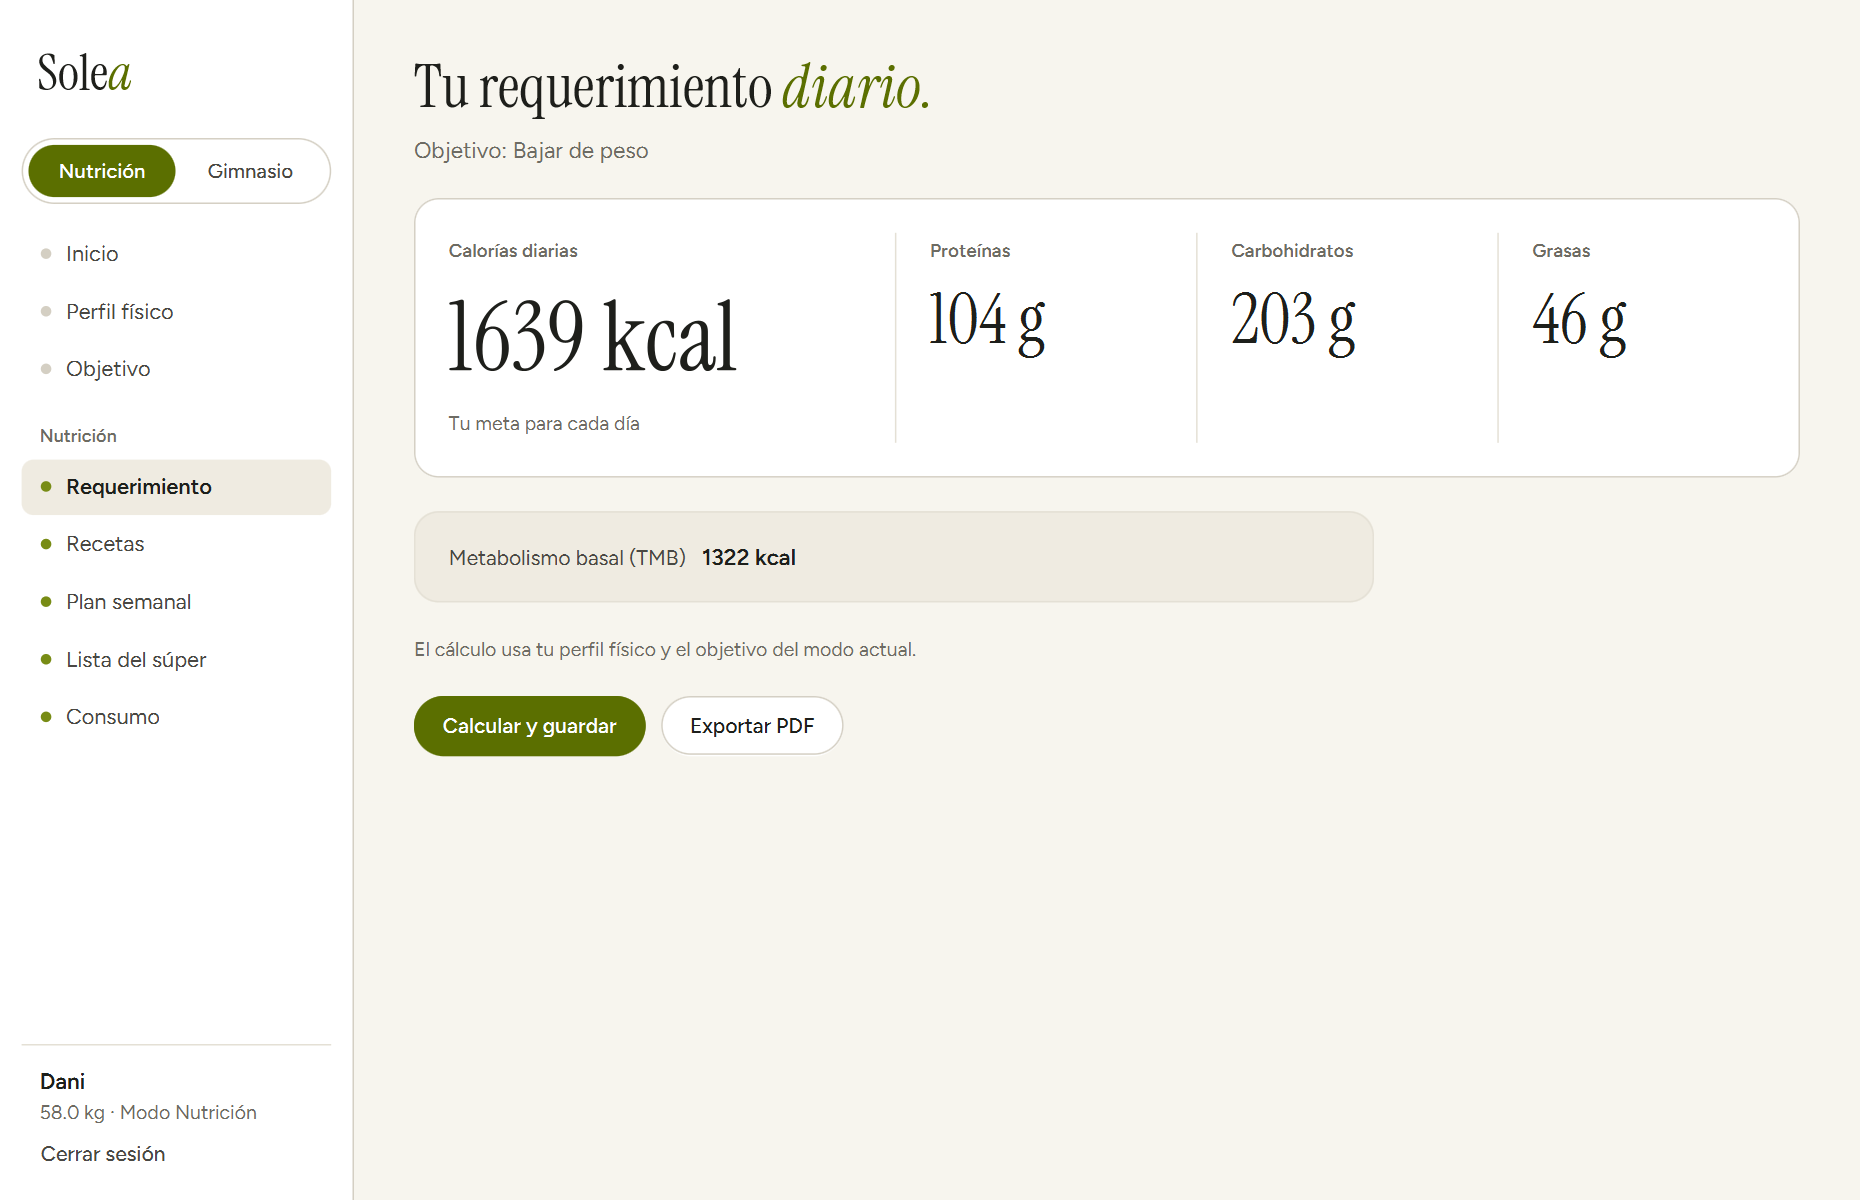 Solea
Nutrición
Gimnasio
Inicio
Perfil físico
Objetivo
Nutrición
Requerimiento
Recetas
Plan semanal
Lista del súper
Consumo
Dani
58.0 kg · Modo Nutrición
Cerrar sesión
Tu requerimiento diario.
Objetivo: Bajar de peso
Calorías diarias
1639 kcal
Tu meta para cada día
Proteínas
104 g
Carbohidratos
203 g
Grasas
46 g
Metabolismo basal (TMB) 1322 kcal
El cálculo usa tu perfil físico y el objetivo del modo actual.
Calcular y guardar
Exportar PDF